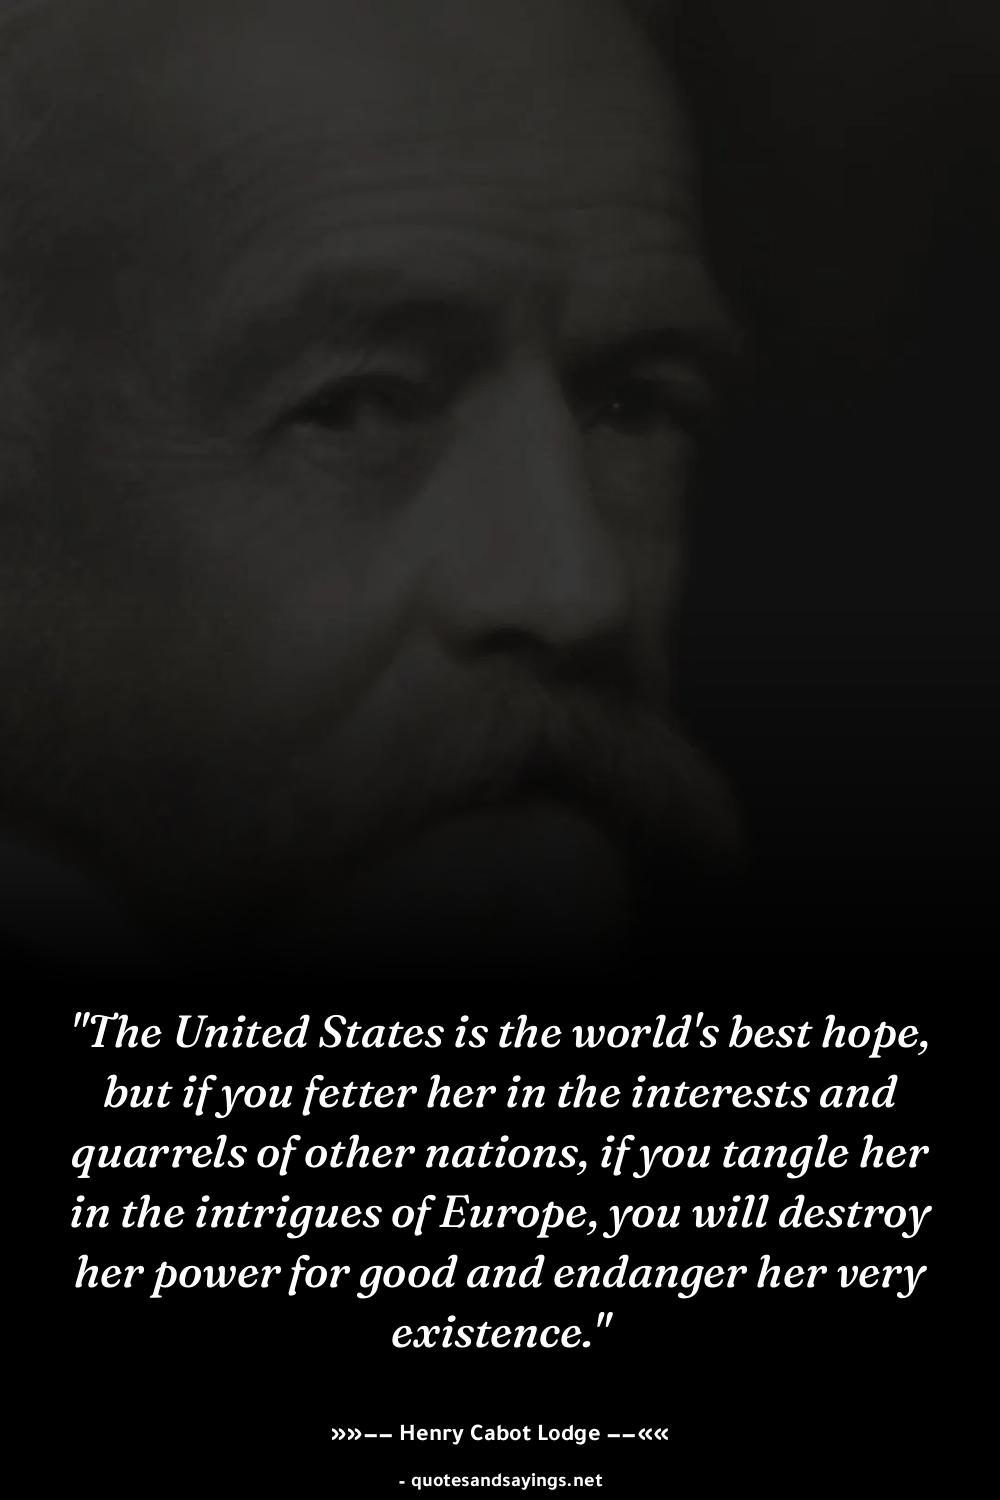 "The United States is the world's best hope,
but if you fetter her in the interests and
quarrels of other nations, if you tangle her
in the intrigues of Europe, you will destroy
her power for good and endanger her very
existence."
»»–– Henry Cabot Lodge ––««
- quotesandsayings.net